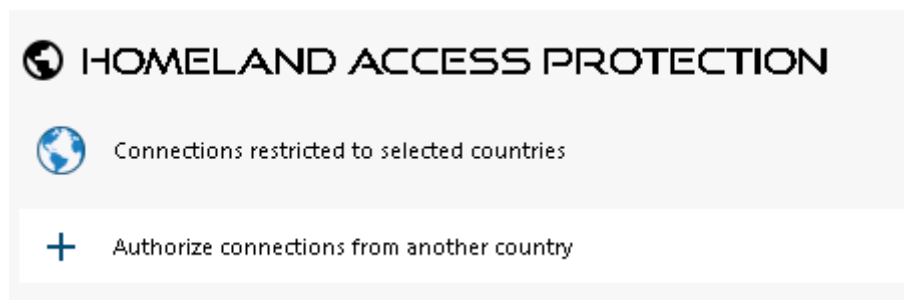 HOMELAND ACCESS PROTECTION
Connections restricted to selected countries
Authorize connections from another country